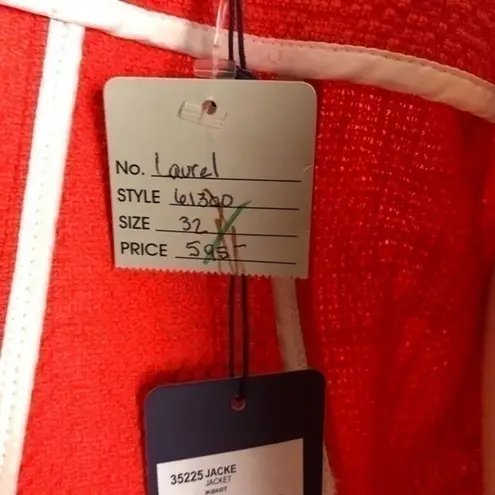 No. Laurel
STYLE 61300
SIZE 32
PRICE 595-
35225 JACKE
JACKET